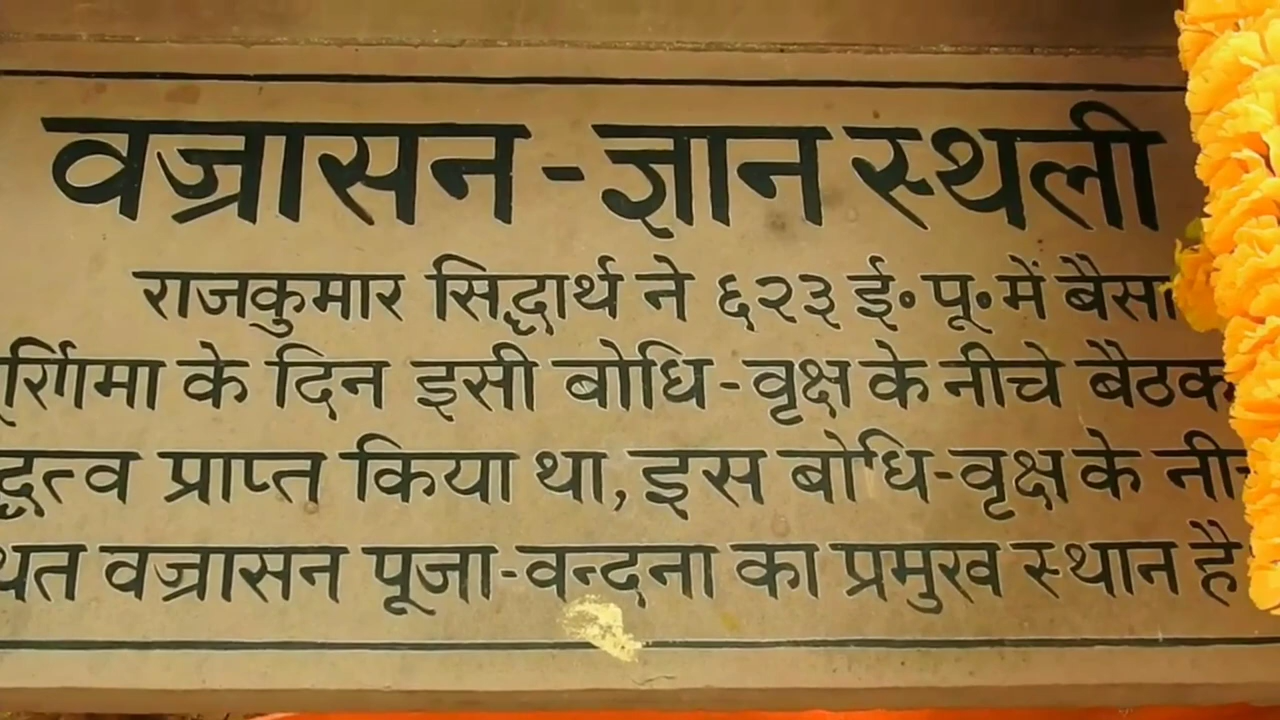 वज्रासन - ज्ञान स्थली
राजकुमार सिद्धार्थ ने ६२३ ई॰ पू॰ में
के दिन इसी बोधि - वृक्ष के नीचे
प्राप्त किया था, इस बोधि - वृक्ष के
वज्रासन पूजा - वन्दना का प्रमुख स्थान है